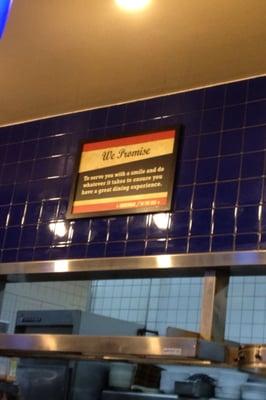 We Promise
To serve you with a smile and do
whatever it takes to ensure you
have a great dining experience.